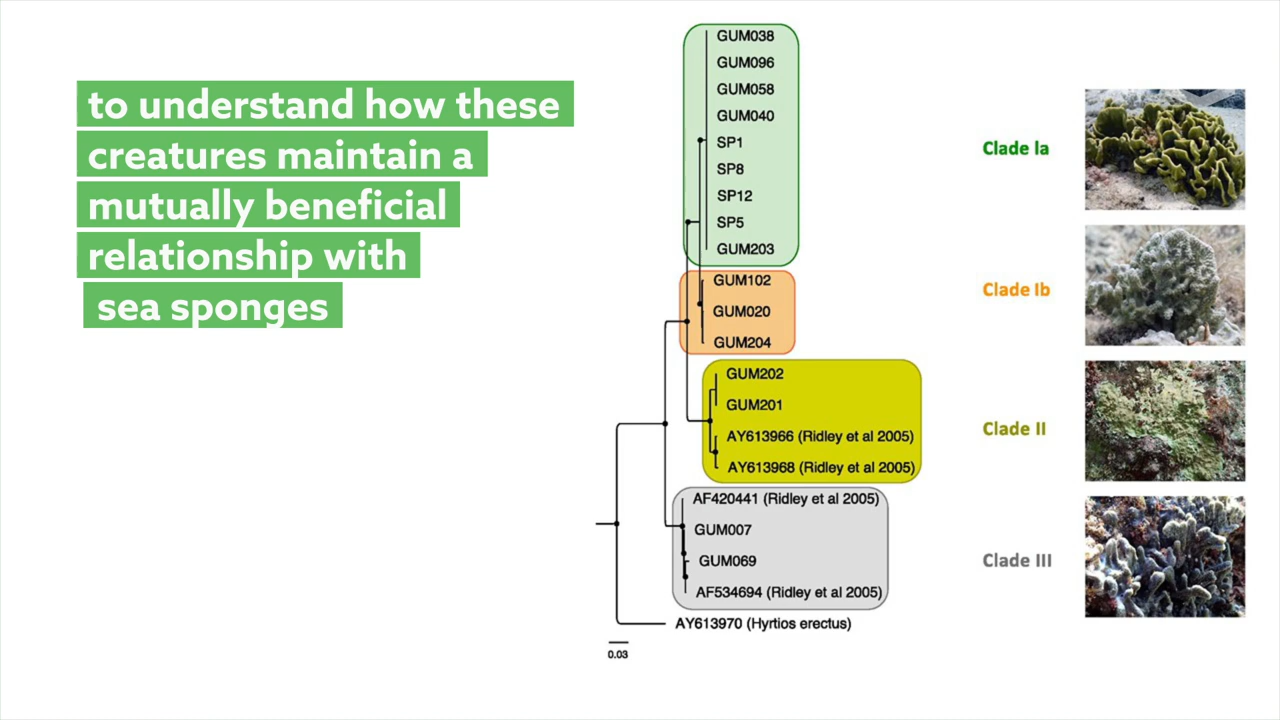 to understand how these
creatures maintain a
mutually beneficial
relationship with
sea sponges
GUM038
GUM096
GUM058
GUM040
SP1
SP8
SP12
SP5
GUM203
GUM102
GUM020
GUM204
GUM202
GUM201
AY613966 (Ridley et al 2005)
AY613968 (Ridley et al 2005)
AF420441 (Ridley et al 2005)
GUM007
GUM069
AF534694 (Ridley et al 2005)
AY613970 (Hyrtios erectus)
0.03
Clade Ia
Clade Ib
Clade II
Clade III